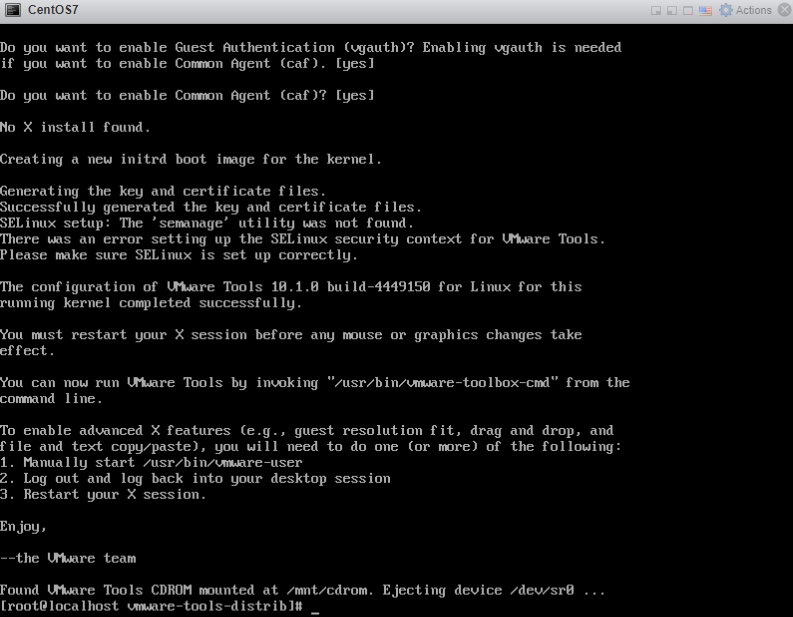 CentOS7
Actions
Do you want to enable Guest Authentication (vgauth)? Enabling vgauth is needed
if you want to enable Common Agent (caf). [yes]
Do you want to enable Common Agent (caf)? [yes]
No X install found.
Creating a new initrd boot image for the kernel.
Generating the key and certificate files.
Successfully generated the key and certificate files.
SELinux setup: The 'semanage' utility was not found.
There was an error setting up the SELinux security context for VMware Tools.
Please make sure SELinux is set up correctly.
The configuration of VMware Tools 10.1.0 build-4449150 for Linux for this
running kernel completed successfully.
You must restart your X session before any mouse or graphics changes take
effect.
You can now run VMware Tools by invoking "/usr/bin/vmware-toolbox-cmd" from the
command line.
To enable advanced X features (e.g., guest resolution fit, drag and drop, and
file and text copy/paste), you will need to do one (or more) of the following:
1. Manually start /usr/bin/vmware-user
2. Log out and log back into your desktop session
3. Restart your X session.
Enjoy,
--the VMware team
Found VMware Tools CDROM mounted at /mnt/cdrom. Ejecting device /dev/sr0 ...
[root@localhost vmware-tools-distrib]# _